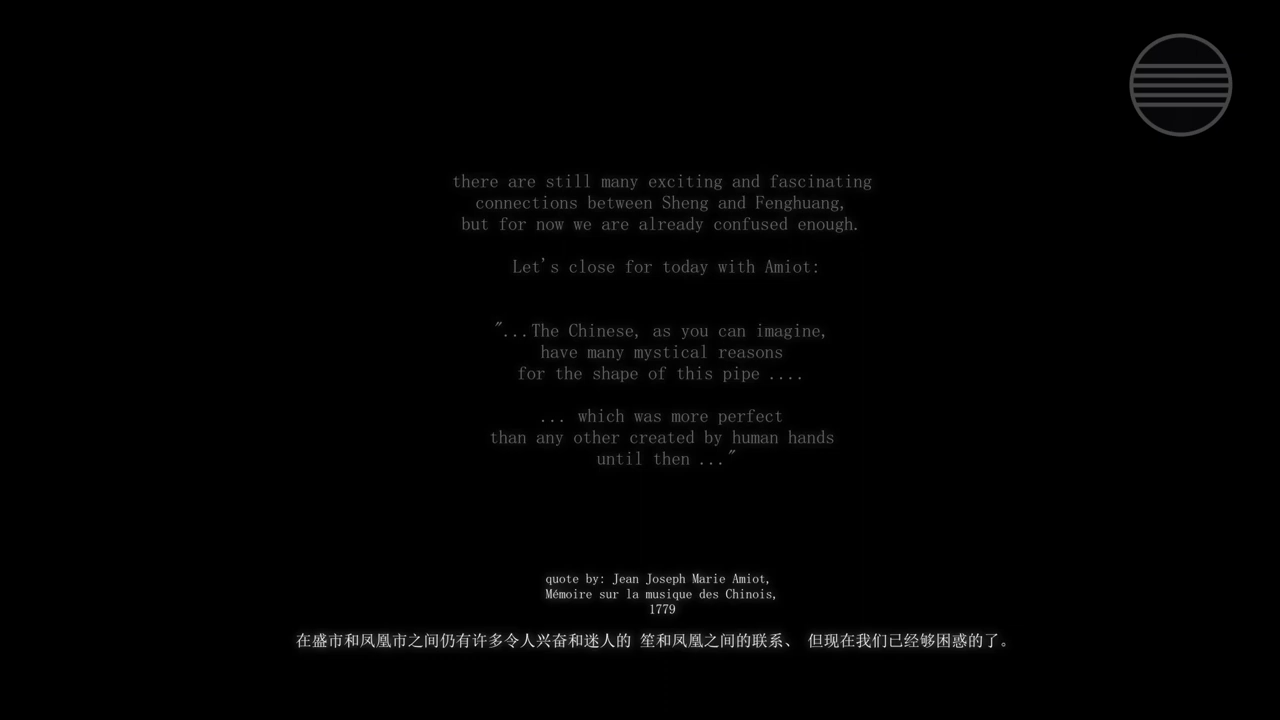 there are still many exciting and fascinating
connections between Sheng and Fenghuang,
but for now we are already confused enough.
Let's close for today with Amiot:
"...The Chinese, as you can imagine,
have many mystical reasons
for the shape of this pipe ....
... which was more perfect
than any other created by human hands
until then ..."
quote by: Jean Joseph Marie Amiot,
Mémoire sur la musique des Chinois,
1779
在盛市和凤凰市之间仍有许多令人兴奋和迷人的 笙和凤凰之间的联系、 但现在我们已经够困惑的了。